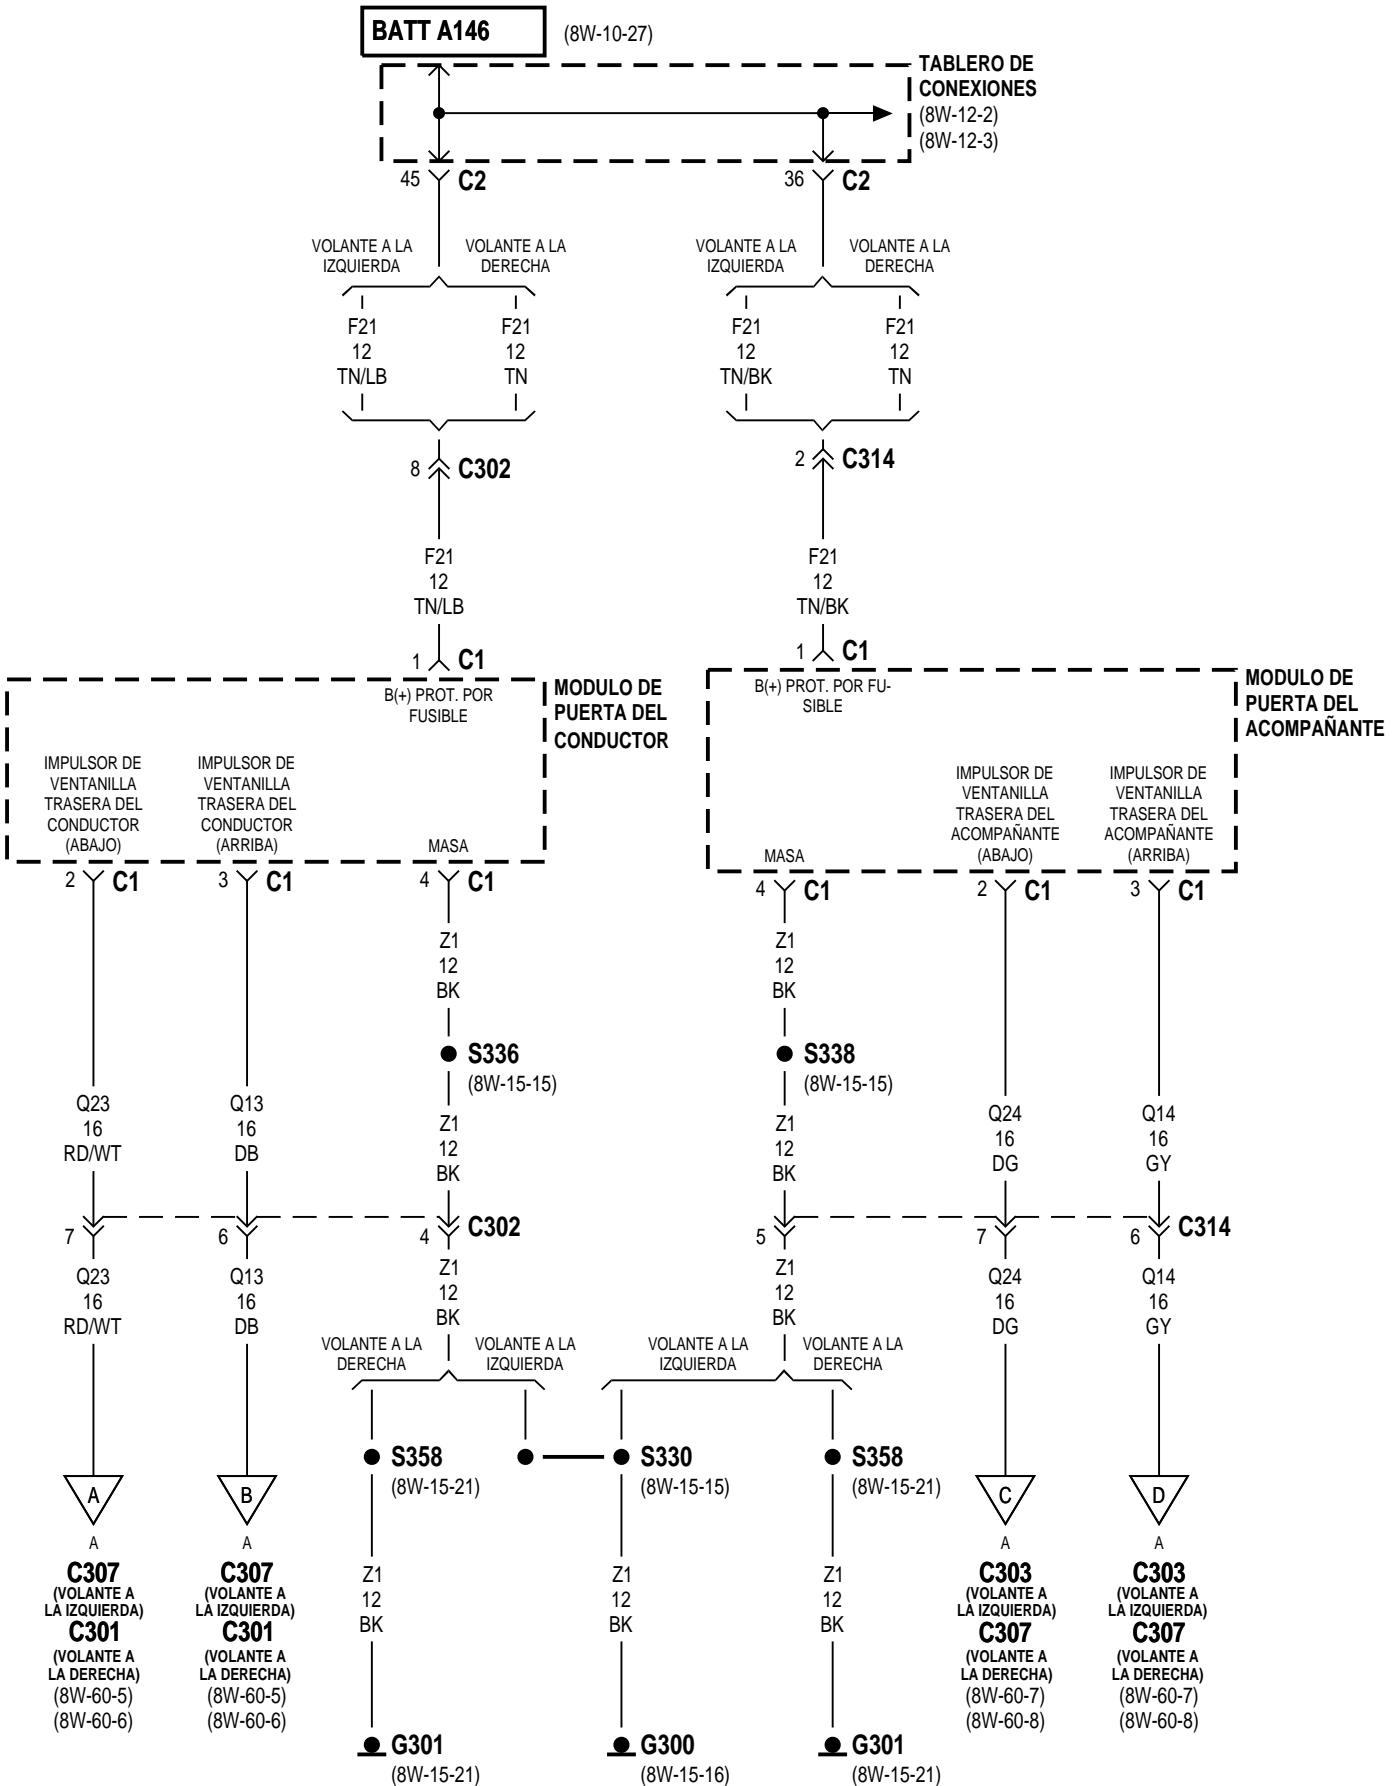 BATT A146
(8W-10-27)
TABLERO DE
CONEXIONES
(8W-12-2)
(8W-12-3)
45 C2
36 C2
VOLANTE A LA
IZQUIERDA
VOLANTE A LA
DERECHA
VOLANTE A LA
IZQUIERDA
VOLANTE A LA
DERECHA
F21
12
TN/LB
F21
12
TN
F21
12
TN/BK
F21
12
TN
8 C302
2 C314
F21
12
TN/LB
F21
12
TN/BK
1 C1
1 C1
B(+) PROT. POR
FUSIBLE
MODULO DE
PUERTA DEL
CONDUCTOR
B(+) PROT. POR FU-
SIBLE
MODULO DE
PUERTA DEL
ACOMPAÑANTE
IMPULSOR DE
VENTANILLA
TRASERA DEL
CONDUCTOR
(ABAJO)
IMPULSOR DE
VENTANILLA
TRASERA DEL
CONDUCTOR
(ARRIBA)
MASA
MASA
IMPULSOR DE
VENTANILLA
TRASERA DEL
ACOMPAÑANTE
(ABAJO)
IMPULSOR DE
VENTANILLA
TRASERA DEL
ACOMPAÑANTE
(ARRIBA)
2 C1
3 C1
4 C1
4 C1
2 C1
3 C1
Z1
12
BK
Z1
12
BK
S336
(8W-15-15)
S338
(8W-15-15)
Q23
16
RD/WT
Q13
16
DB
Z1
12
BK
Z1
12
BK
Q24
16
DG
Q14
16
GY
7
6
4 C302
5
7
6 C314
Q23
16
RD/WT
Q13
16
DB
Z1
12
BK
Z1
12
BK
Q24
16
DG
Q14
16
GY
VOLANTE A LA
DERECHA
VOLANTE A LA
IZQUIERDA
VOLANTE A LA
IZQUIERDA
VOLANTE A LA
DERECHA
S358
(8W-15-21)
S330
(8W-15-15)
S358
(8W-15-21)
A
B
C
D
A
C307
(VOLANTE A
LA IZQUIERDA)
C301
(VOLANTE A
LA DERECHA)
(8W-60-5)
(8W-60-6)
A
C307
(VOLANTE A
LA IZQUIERDA)
C301
(VOLANTE A
LA DERECHA)
(8W-60-5)
(8W-60-6)
Z1
12
BK
Z1
12
BK
Z1
12
BK
A
C303
(VOLANTE A
LA IZQUIERDA)
C307
(VOLANTE A
LA DERECHA)
(8W-60-7)
(8W-60-8)
A
C303
(VOLANTE A
LA IZQUIERDA)
C307
(VOLANTE A
LA DERECHA)
(8W-60-7)
(8W-60-8)
G301
(8W-15-21)
G300
(8W-15-16)
G301
(8W-15-21)